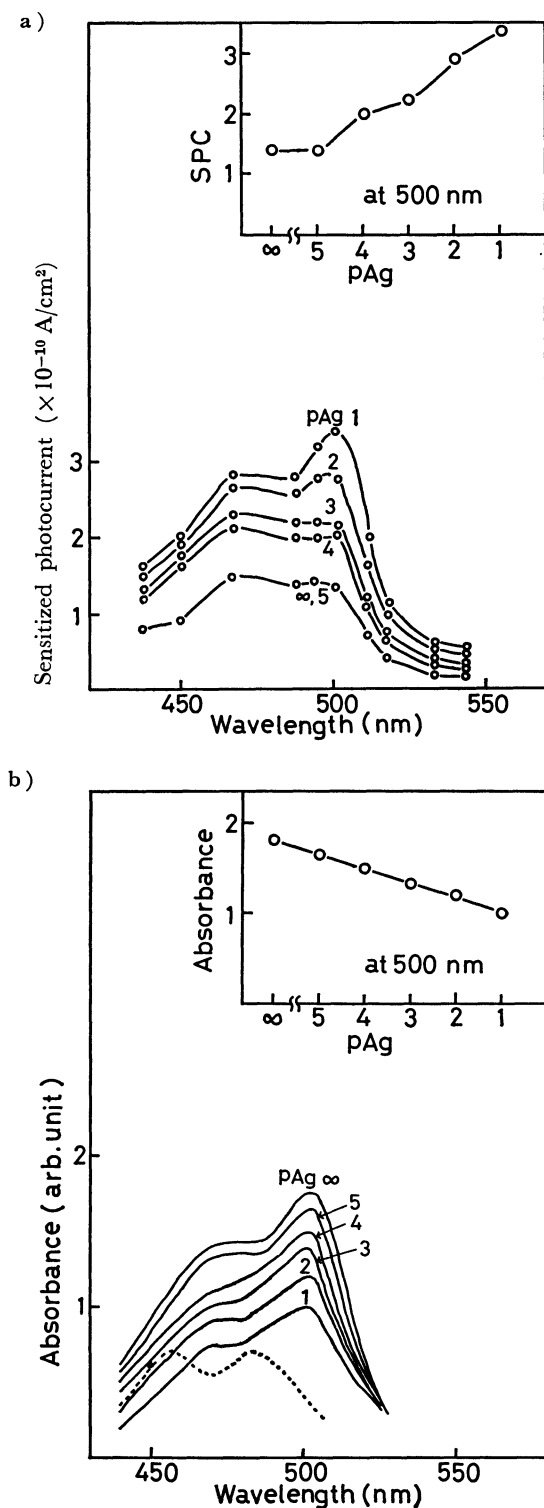 a)
3
2
1
SPC
at 500 nm
∞ 5 4 3 2 1
pAg
Sensitized photocurrent (×10⁻¹⁰ A/cm²)
pAg 1
2
3
4
∞,5
3
2
1
450 500 550
Wavelength (nm)
b)
2
1
Absorbance
at 500 nm
∞ 5 4 3 2 1
pAg
Absorbance (arb. unit)
2
1
pAg ∞
5
4
3
2
1
450 500 550
Wavelength (nm)